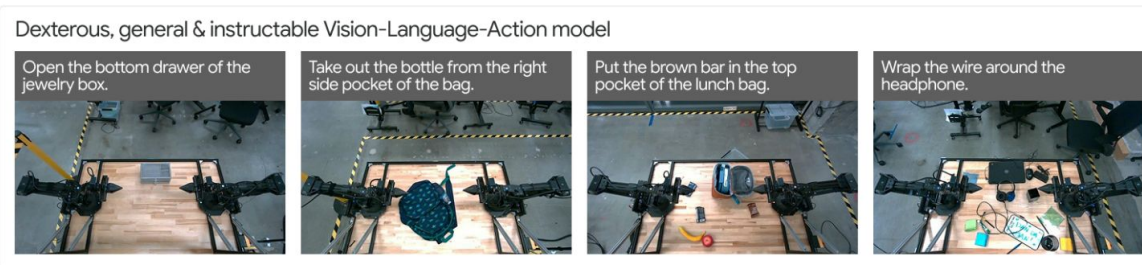 Dexterous, general & instructable Vision-Language-Action model
Open the bottom drawer of the
jewelry box.
Take out the bottle from the right
side pocket of the bag.
Put the brown bar in the top
pocket of the lunch bag.
Wrap the wire around the
headphone.